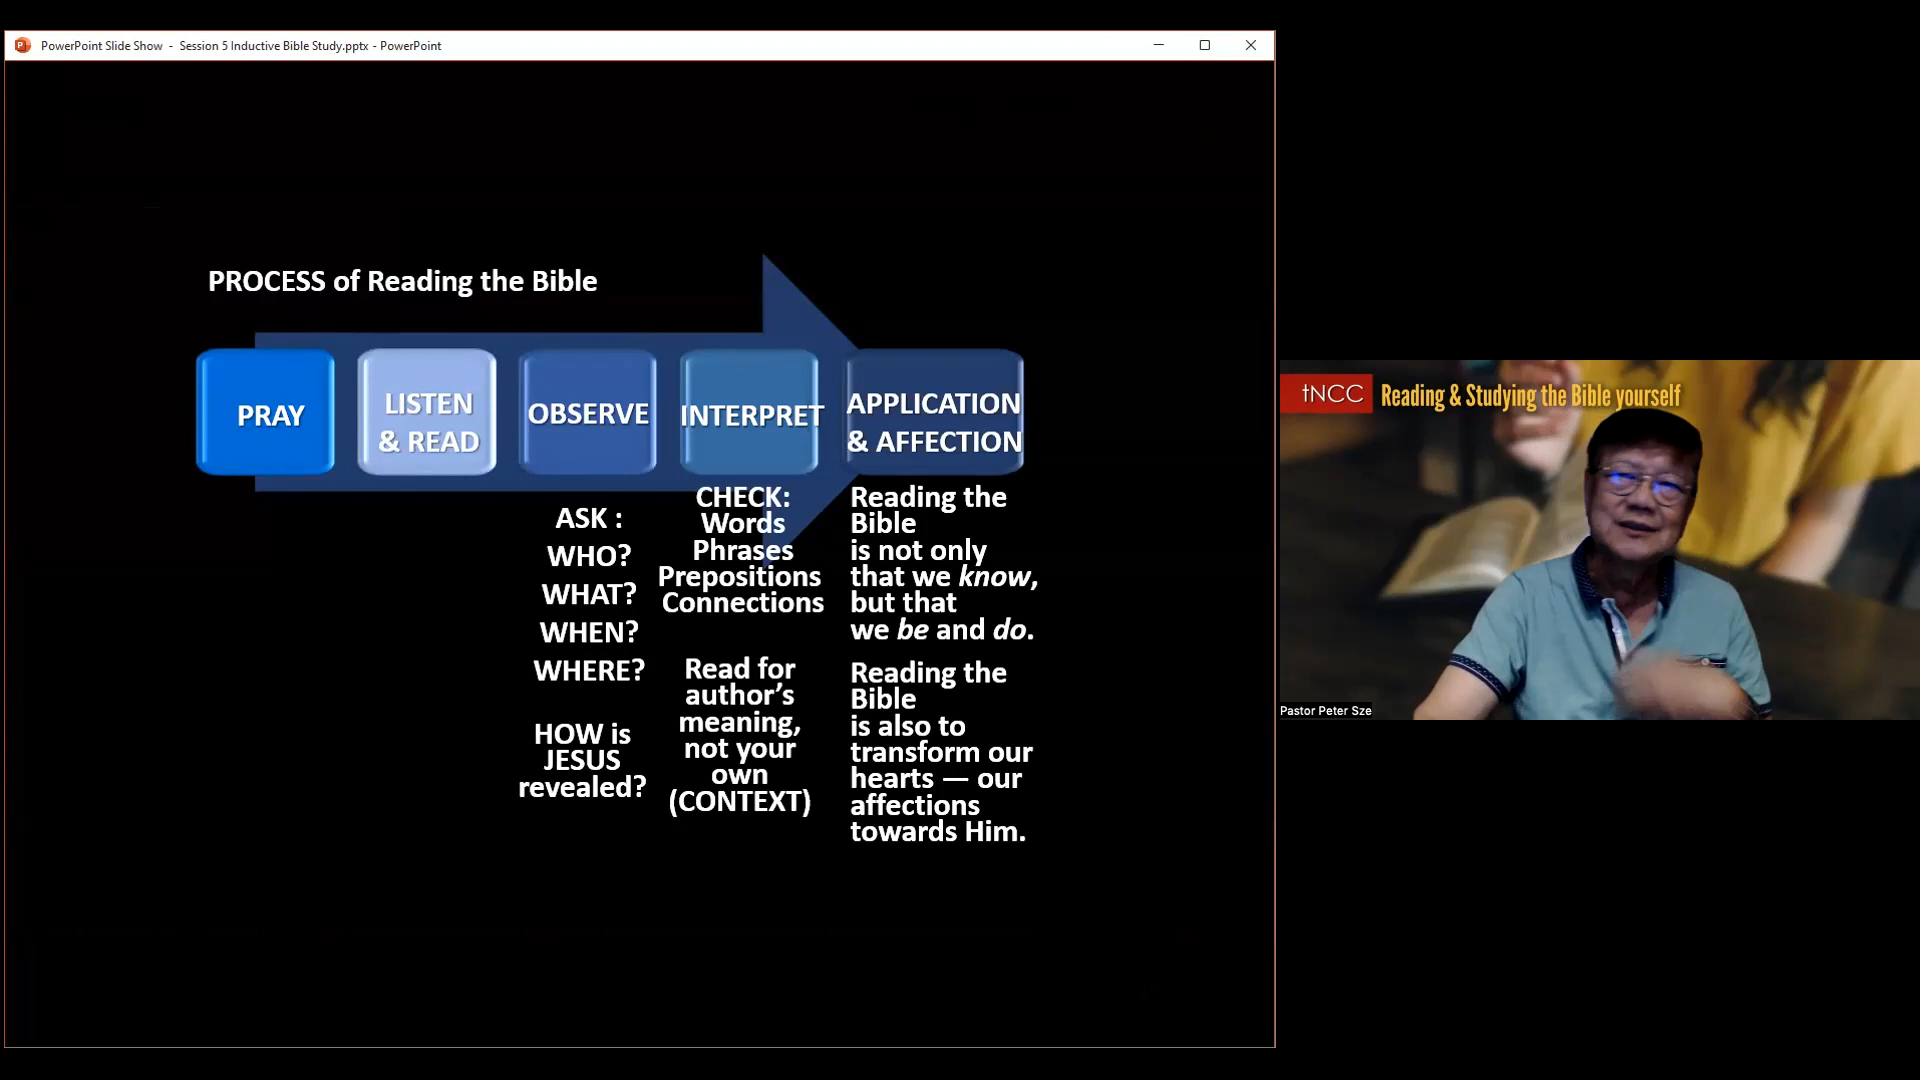 PowerPoint Slide Show - Session 5 Inductive Bible Study.pptx - PowerPoint
PROCESS of Reading the Bible
PRAY
LISTEN
& READ
OBSERVE
INTERPRET
APPLICATION
& AFFECTION
ASK :
WHO?
WHAT?
WHEN?
WHERE?
HOW is
JESUS
revealed?
CHECK:
Words
Phrases
Prepositions
Connections
Read for
author’s
meaning,
not your
own
(CONTEXT)
Reading the
Bible
is not only
that we know,
but that
we be and do.
Reading the
Bible
is also to
transform our
hearts — our
affections
towards Him.
tNCC
Reading & Studying the Bible yourself
Pastor Peter Sze